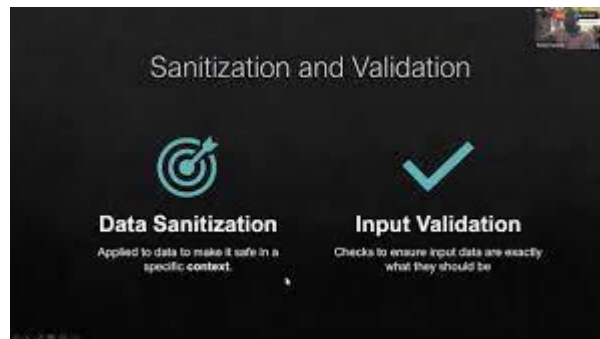 Sanitization and Validation
Data Sanitization
Applied to data to make it safe in a
specific context.
Input Validation
Checks to ensure input data are exactly
what they should be